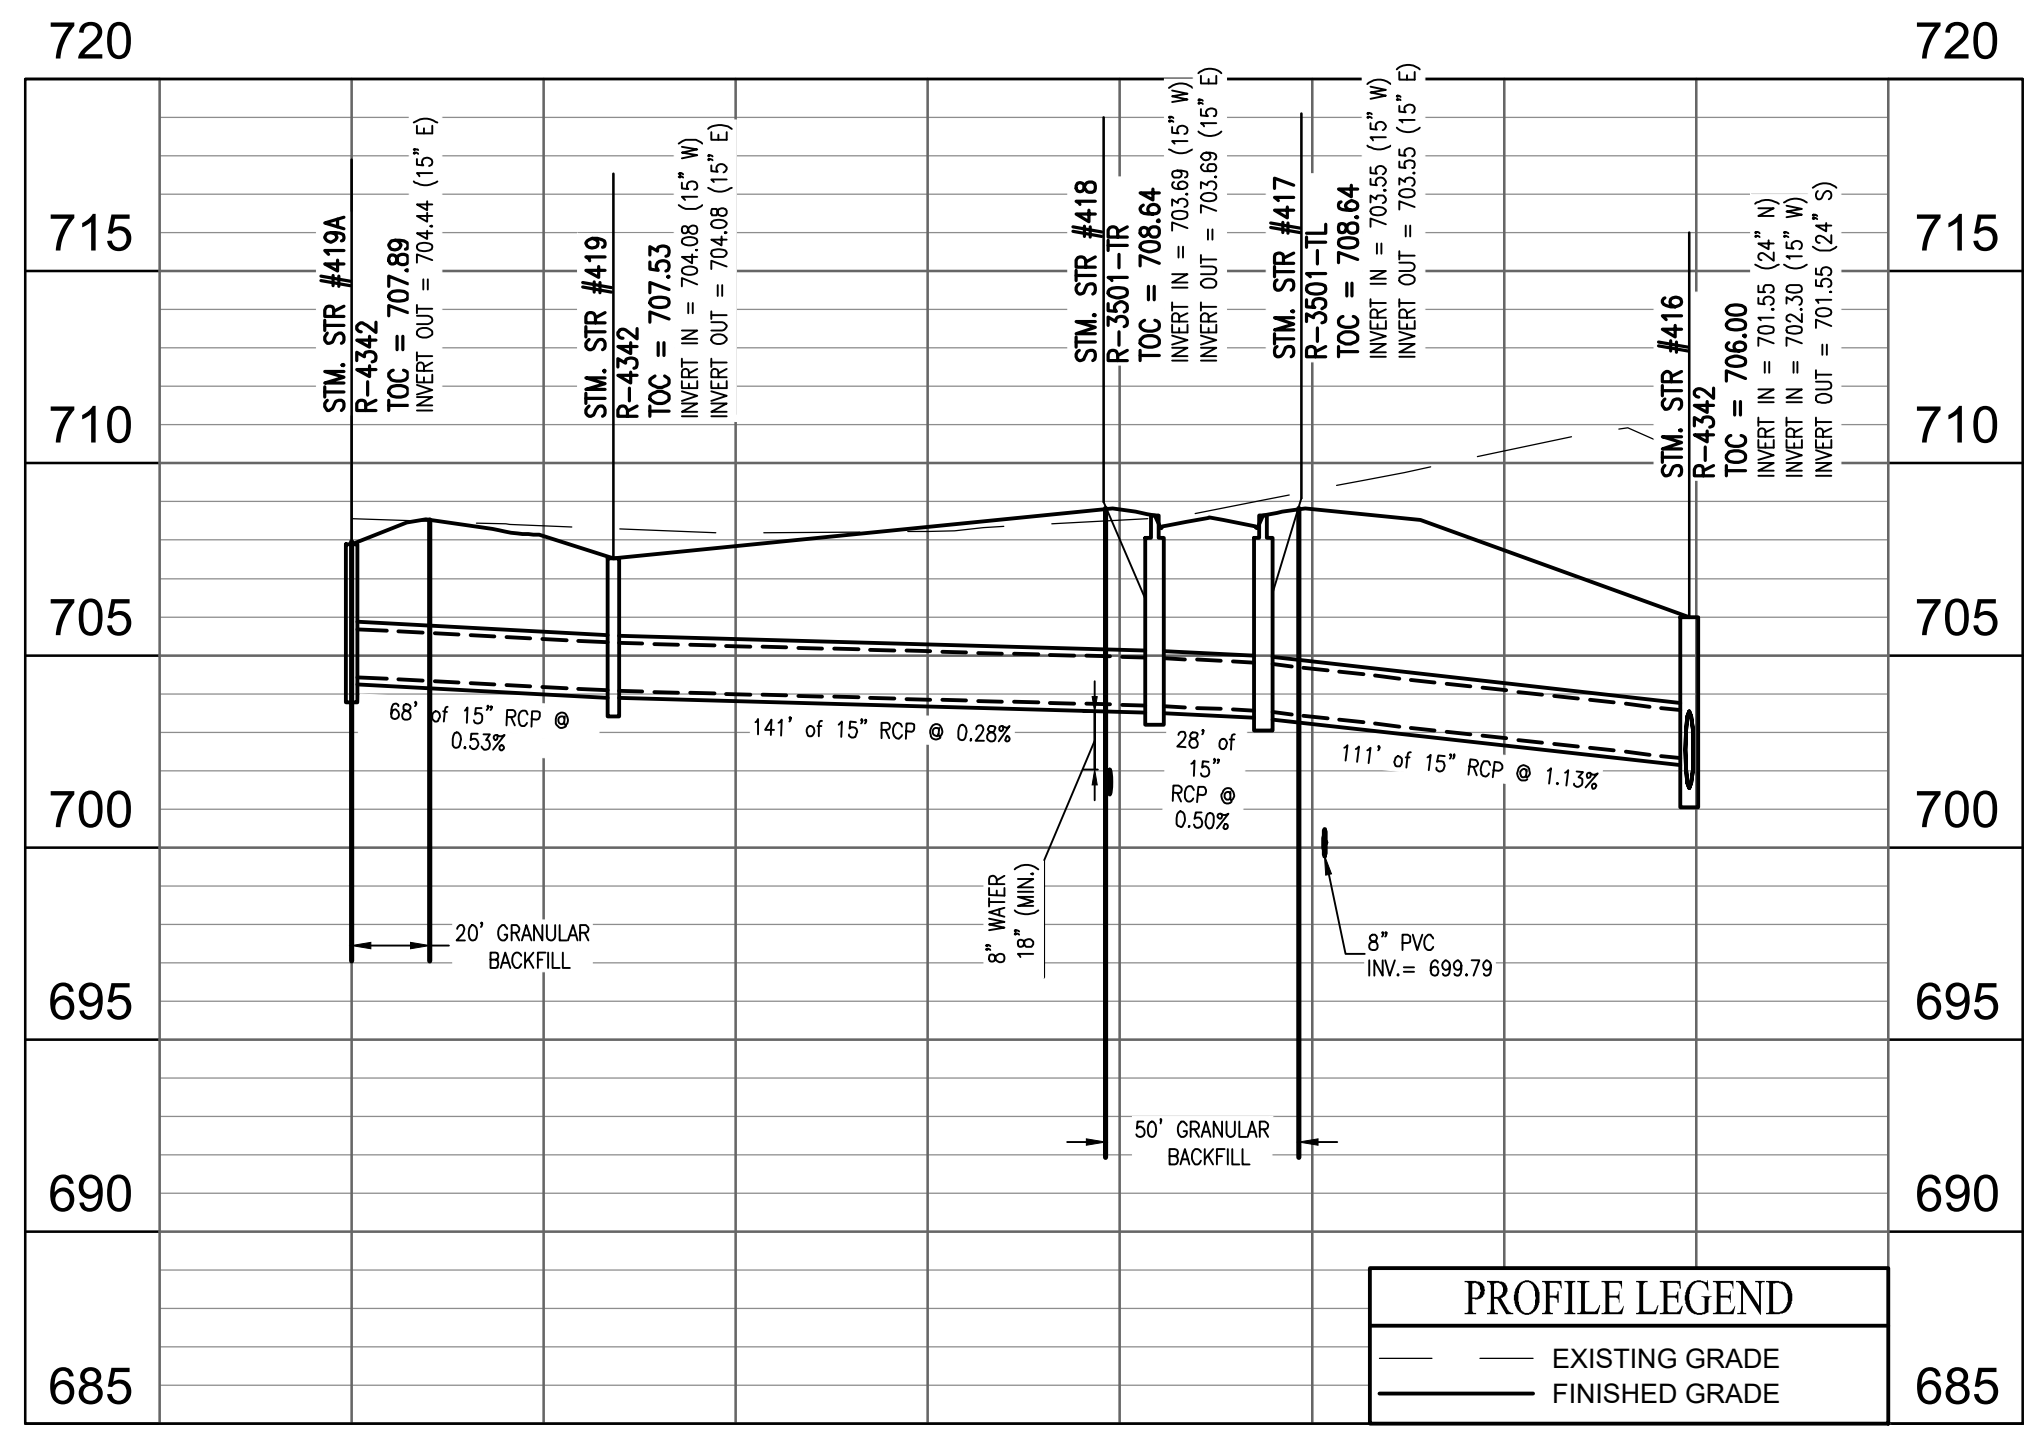 720
720
715
715
710
710
705
705
700
700
695
695
690
690
685
685
STM. STR #419A
R-4342
TOC = 707.89
INVERT OUT = 704.44 (15" E)
STM. STR #419
R-4342
TOC = 707.53
INVERT IN = 704.08 (15" W)
INVERT OUT = 704.08 (15" E)
STM. STR #418
R-3501-TR
TOC = 708.64
INVERT IN = 703.69 (15" W)
INVERT OUT = 703.69 (15" E)
STM. STR #417
R-3501-TL
TOC = 708.64
INVERT IN = 703.55 (15" W)
INVERT OUT = 703.55 (15" E)
STM. STR #416
R-4342
TOC = 706.00
INVERT IN = 701.55 (24" N)
INVERT IN = 702.30 (15" W)
INVERT OUT = 701.55 (24" S)
68' of 15" RCP @
0.53%
141' of 15" RCP @ 0.28%
28' of
15"
RCP @
0.50%
111' of 15" RCP @ 1.13%
20' GRANULAR
BACKFILL
8" WATER
18" (MIN.)
8" PVC
INV.= 699.79
50' GRANULAR
BACKFILL
PROFILE LEGEND
EXISTING GRADE
FINISHED GRADE